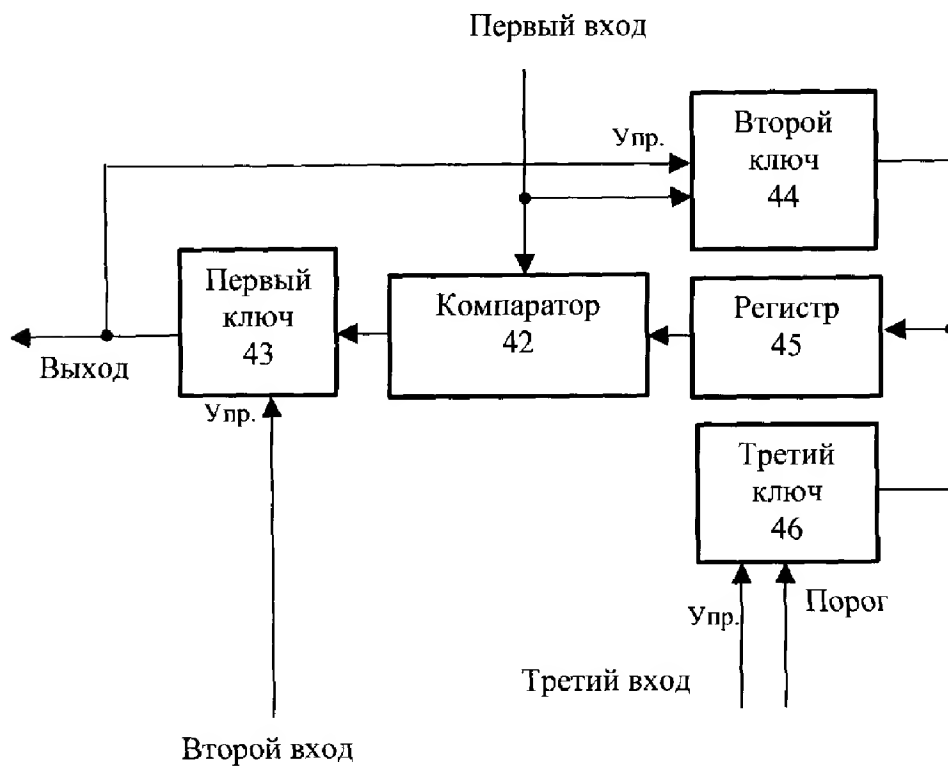 Первый вход
Упр.
Второй
ключ
44
Первый
ключ
43
Компаратор
42
Регистр
45
Выход
Упр.
Третий
ключ
46
Упр.
Порог
Третий вход
Второй вход